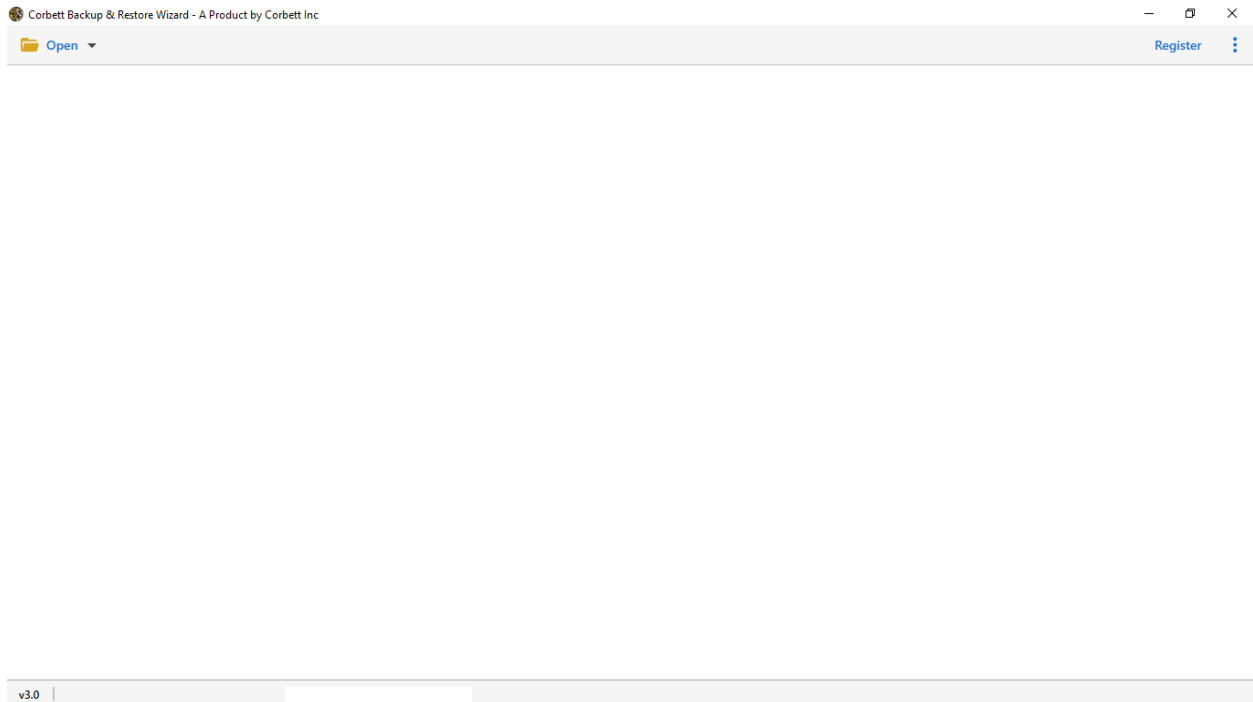 Corbett Backup & Restore Wizard - A Product by Corbett Inc
Open
Register
v3.0